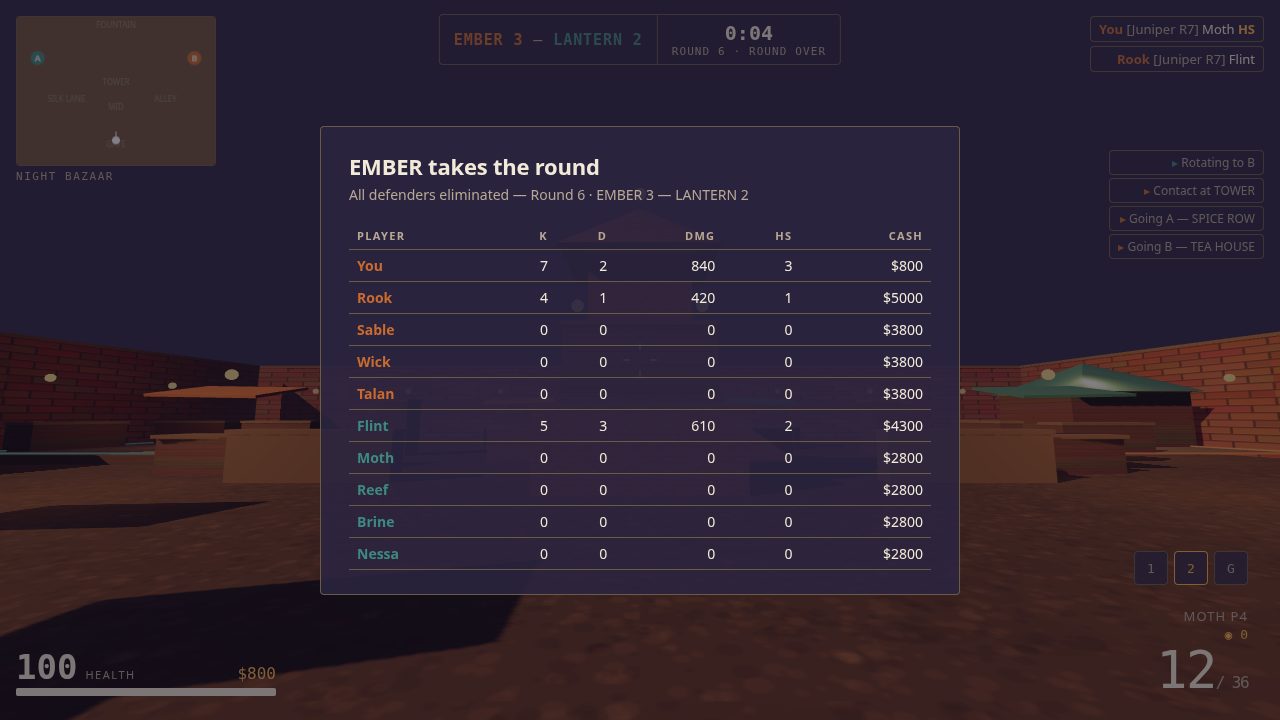 FOUNTAIN
A
B
TOWER
SILK LANE
ALLEY
MID
NIGHT BAZAAR
EMBER 3 — LANTERN 2
0:04
ROUND 6 · ROUND OVER
You [Juniper R7] Moth HS
Rook [Juniper R7] Flint
▸ Rotating to B
▸ Contact at TOWER
▸ Going A — SPICE ROW
▸ Going B — TEA HOUSE
EMBER takes the round
All defenders eliminated — Round 6 · EMBER 3 — LANTERN 2
PLAYER K D DMG HS CASH
You 7 2 840 3 $800
Rook 4 1 420 1 $5000
Sable 0 0 0 0 $3800
Wick 0 0 0 0 $3800
Talan 0 0 0 0 $3800
Flint 5 3 610 2 $4300
Moth 0 0 0 0 $2800
Reef 0 0 0 0 $2800
Brine 0 0 0 0 $2800
Nessa 0 0 0 0 $2800
1 2 G
MOTH P4
◉ 0
12 / 36
100 HEALTH $800